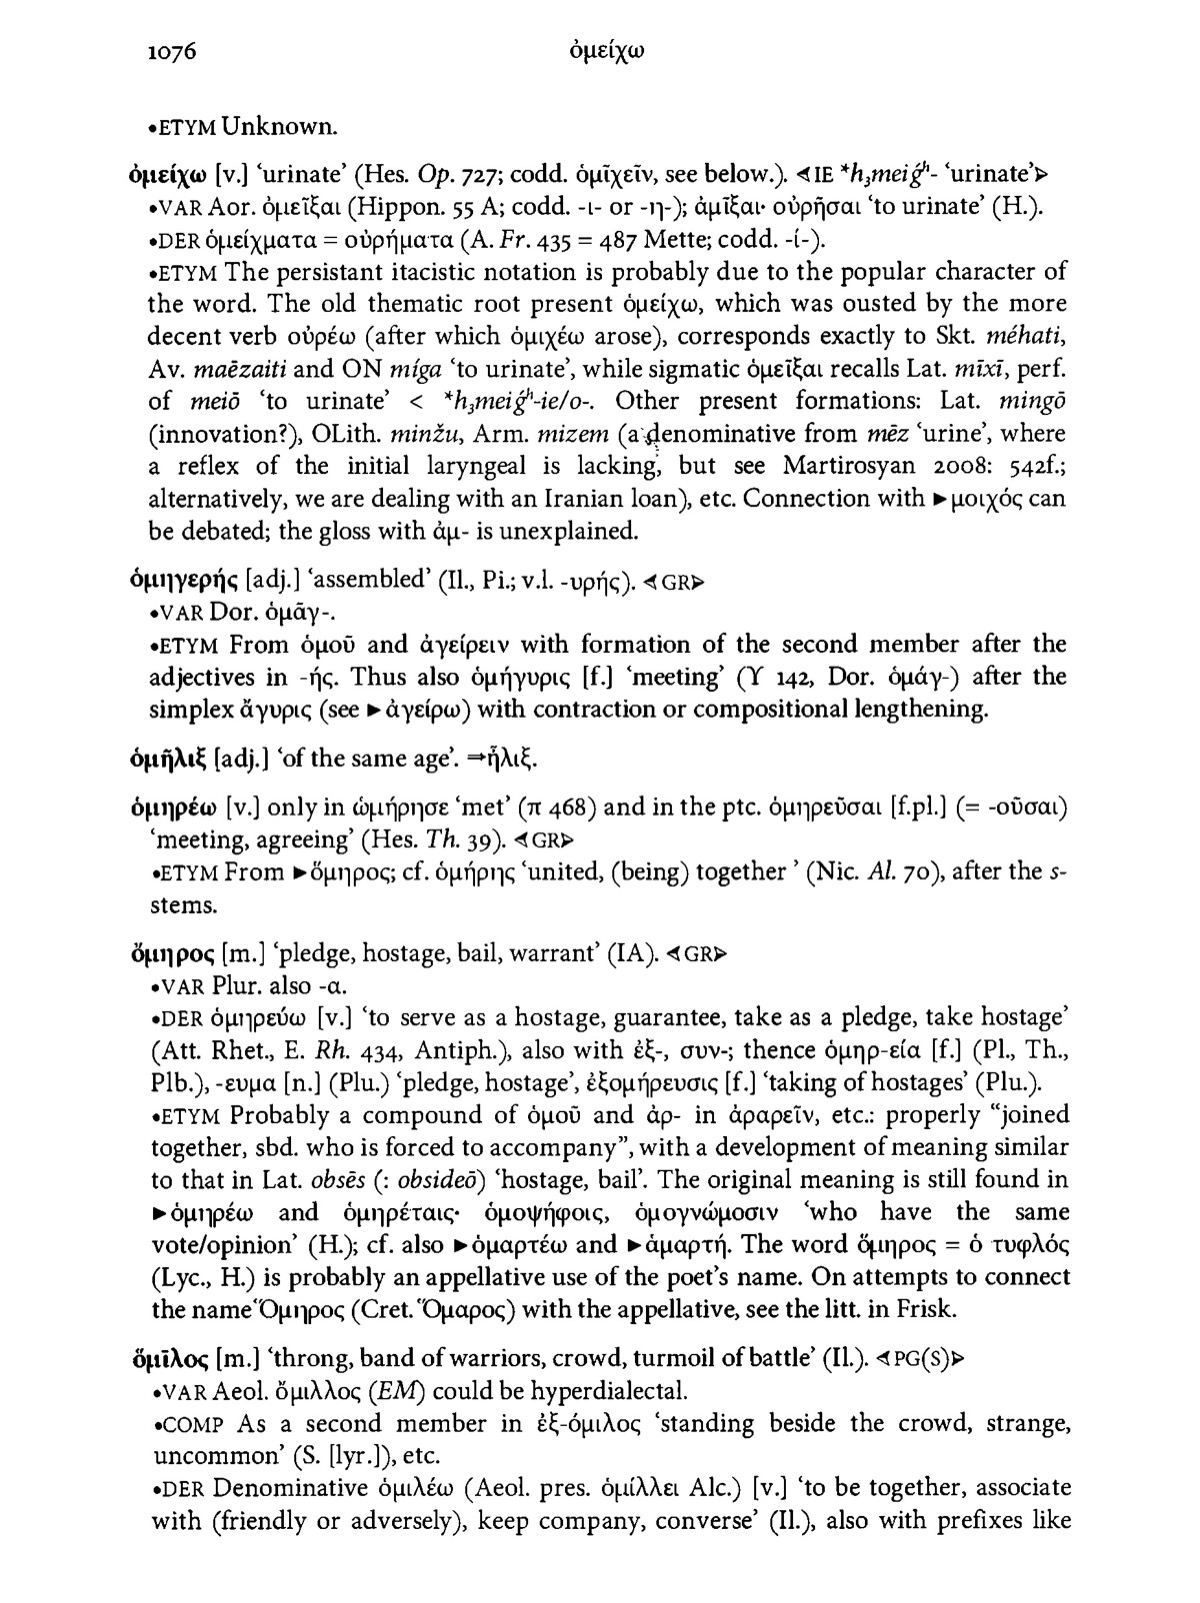 1076
ὀμείχω
•ETYM Unknown.
ὀμείχω [v.] ‘urinate’ (Hes. Op. 727; codd. ὀμῑχεῖν, see below.). ⋖IE *h₃meiǵʰ- ‘urinate’⋗
•VAR Aor. ὀμεῖξαι (Hippon. 55 A; codd. -ι- or -η-); ἀμῖξαι· οὐρῆσαι ‘to urinate’ (H.).
•DER ὀμείχματα = οὐρήματα (A. Fr. 435 = 487 Mette; codd. -ί-).
•ETYM The persistant itacistic notation is probably due to the popular character of
the word. The old thematic root present ὀμείχω, which was ousted by the more
decent verb οὐρέω (after which ὀμιχέω arose), corresponds exactly to Skt. méhati,
Av. maēzaiti and ON míga ‘to urinate’, while sigmatic ὀμεῖξαι recalls Lat. mīxī, perf.
of meiō ‘to urinate’ < *h₃meiǵʰ-ie/o-. Other present formations: Lat. mingō
(innovation?), OLith. minžu, Arm. mizem (a denominative from mēz ‘urine’, where
a reflex of the initial laryngeal is lacking, but see Martirosyan 2008: 542f.;
alternatively, we are dealing with an Iranian loan), etc. Connection with ►μοιχός can
be debated; the gloss with ἀμ- is unexplained.
ὁμηγερής [adj.] ‘assembled’ (Il., Pi.; v.l. -υρής). ⋖GR⋗
•VAR Dor. ὁμᾱγ-.
•ETYM From ὁμοῦ and ἀγείρειν with formation of the second member after the
adjectives in -ής. Thus also ὁμήγυρις [f.] ‘meeting’ (Υ 142, Dor. ὁμάγ-) after the
simplex ἄγυρις (see ►ἀγείρω) with contraction or compositional lengthening.
ὁμῆλιξ [adj.] ‘of the same age’. ⇒ἧλιξ.
ὁμηρέω [v.] only in ὡμήρησε ‘met’ (π 468) and in the ptc. ὁμηρεῦσαι [f.pl.] (= -οῦσαι)
‘meeting, agreeing’ (Hes. Th. 39). ⋖GR⋗
•ETYM From ►ὅμηρος; cf. ὁμήρης ‘united, (being) together ’ (Nic. Al. 70), after the s-
stems.
ὅμηρος [m.] ‘pledge, hostage, bail, warrant’ (IA). ⋖GR⋗
•VAR Plur. also -α.
•DER ὁμηρεύω [v.] ‘to serve as a hostage, guarantee, take as a pledge, take hostage’
(Att. Rhet., E. Rh. 434, Antiph.), also with ἐξ-, συν-; thence ὁμηρ-εία [f.] (Pl., Th.,
Plb.), -ευμα [n.] (Plu.) ‘pledge, hostage’, ἐξομήρευσις [f.] ‘taking of hostages’ (Plu.).
•ETYM Probably a compound of ὁμοῦ and ἀρ- in ἀραρεῖν, etc.: properly “joined
together, sbd. who is forced to accompany”, with a development of meaning similar
to that in Lat. obsēs (: obsideō) ‘hostage, bail’. The original meaning is still found in
►ὁμηρέω and ὁμηρέταις· ὁμοψήφοις, ὁμογνώμοσιν ‘who have the same
vote/opinion’ (H.); cf. also ►ὁμαρτέω and ►ἁμαρτή. The word ὅμηρος = ὁ τυφλός
(Lyc., H.) is probably an appellative use of the poet’s name. On attempts to connect
the name Ὅμηρος (Cret. Ὅμαρος) with the appellative, see the litt. in Frisk.
ὅμῑλος [m.] ‘throng, band of warriors, crowd, turmoil of battle’ (Il.). ⋖PG(S)⋗
•VAR Aeol. ὄμιλλος (EM) could be hyperdialectal.
•COMP As a second member in ἐξ-όμιλος ‘standing beside the crowd, strange,
uncommon’ (S. [lyr.]), etc.
•DER Denominative ὁμιλέω (Aeol. pres. ὁμίλλει Alc.) [v.] ‘to be together, associate
with (friendly or adversely), keep company, converse’ (Il.), also with prefixes like